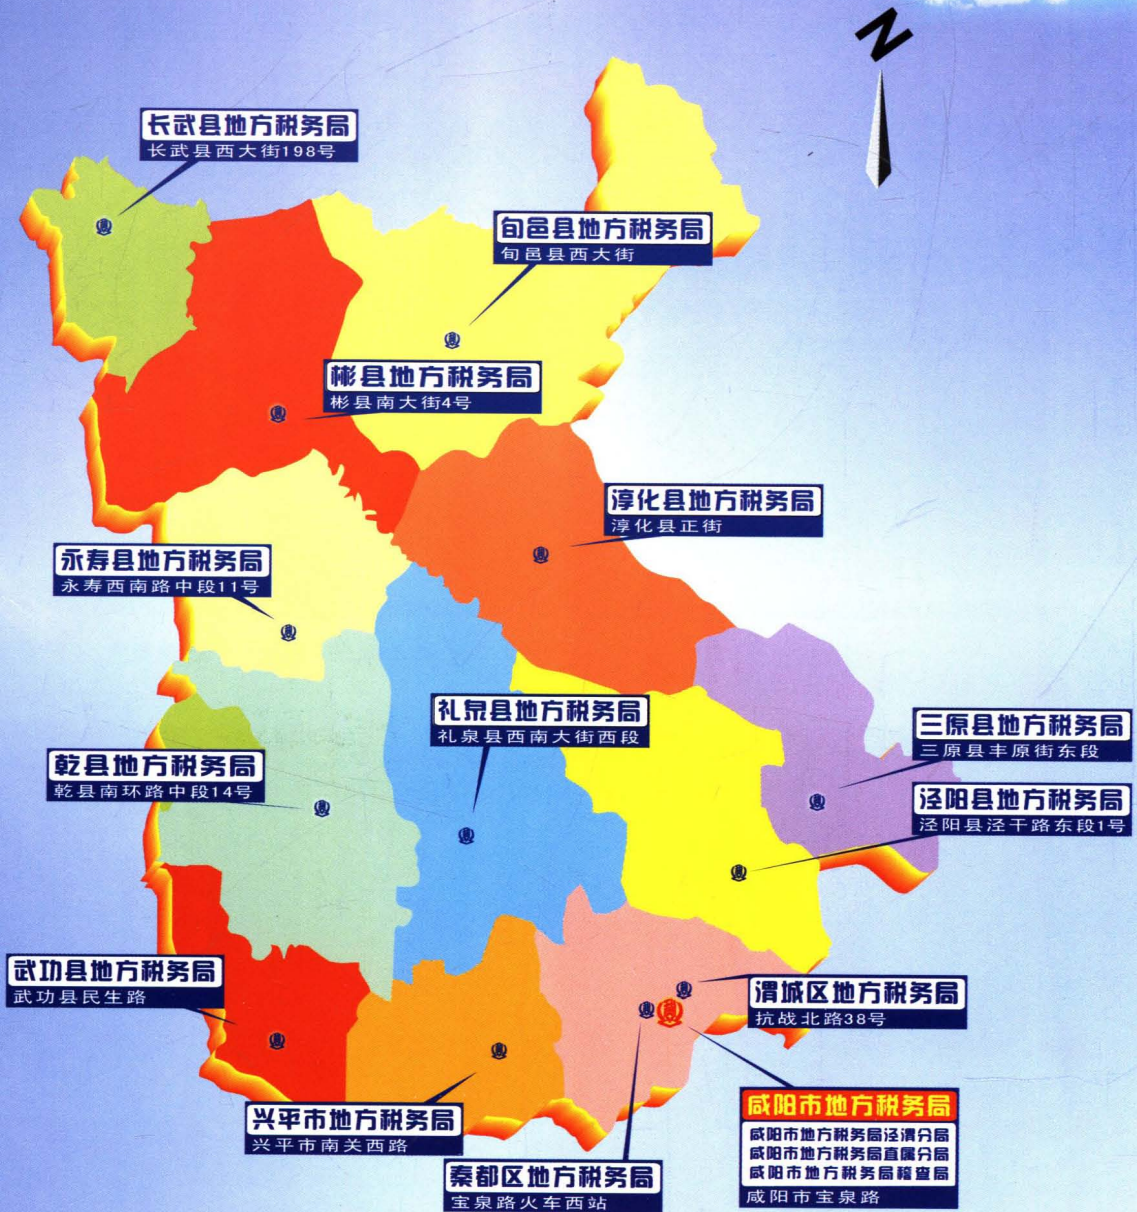 N
长武县地方税务局
长武县西大街198号
旬邑县地方税务局
旬邑县西大街
彬县地方税务局
彬县南大街4号
淳化县地方税务局
淳化县正街
永寿县地方税务局
永寿西南路中段11号
礼泉县地方税务局
礼泉县西南大街西段
三原县地方税务局
三原县丰原街东段
乾县地方税务局
乾县南环路中段14号
泾阳县地方税务局
泾阳县泾干路东段1号
武功县地方税务局
武功县民生路
渭城区地方税务局
抗战北路38号
兴平市地方税务局
兴平市南关西路
咸阳市地方税务局
咸阳市地方税务局泾渭分局
咸阳市地方税务局直属分局
咸阳市地方税务局稽查局
咸阳市宝泉路
秦都区地方税务局
宝泉路火车西站